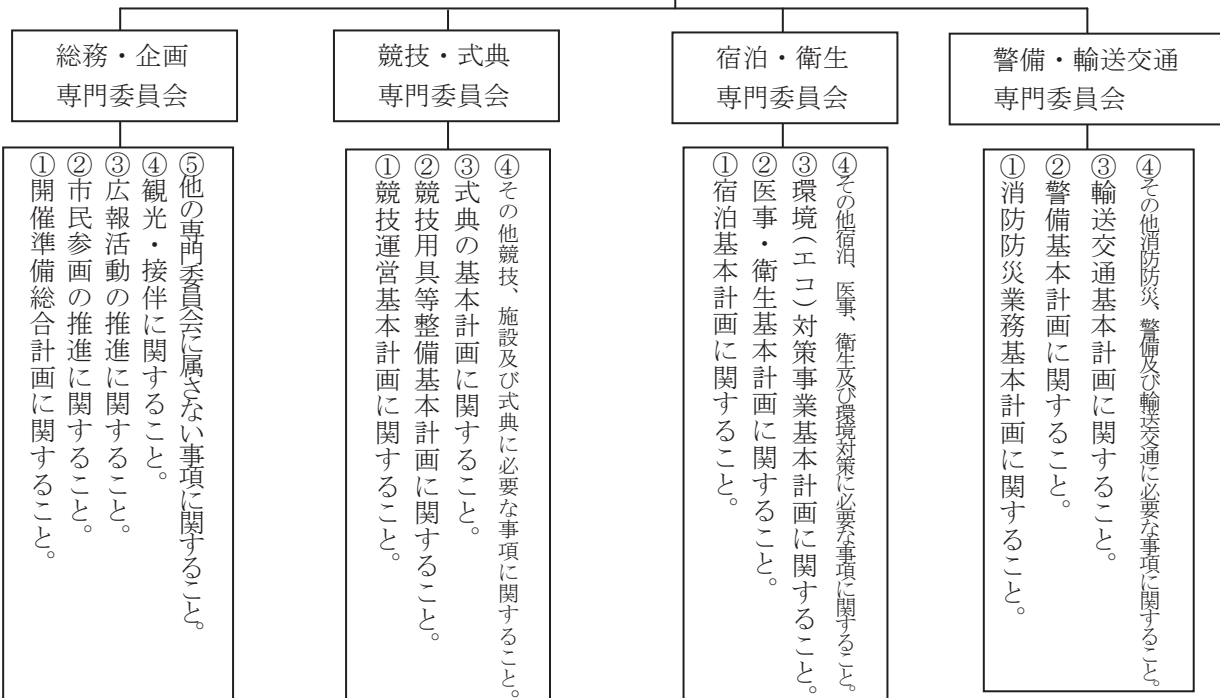 総務・企画
専門委員会
①開催準備総合計画に関すること。
②市民参画の推進に関すること。
③広報活動の推進に関すること。
④観光・接伴に関すること。
⑤他の専門委員会に属さない事項に関すること。
競技・式典
専門委員会
①競技運営基本計画に関すること。
②競技用具等整備基本計画に関すること。
③式典の基本計画に関すること。
④その他競技、施設及び式典に必要な事項に関すること。
宿泊・衛生
専門委員会
①宿泊基本計画に関すること。
②医事・衛生基本計画に関すること。
③環境(エコ)対策事業基本計画に関すること。
④その他宿泊、医事、衛生及び環境対策に必要な事項に関すること。
警備・輸送交通
専門委員会
①消防防災業務基本計画に関すること。
②警備基本計画に関すること。
③輸送交通基本計画に関すること。
④その他消防防災、警備及び輸送交通に必要な事項に関すること。